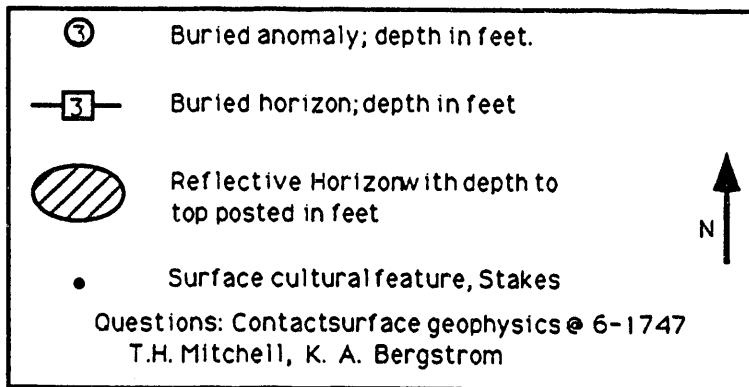 3 Buried anomaly; depth in feet.
3 Buried horizon; depth in feet
Reflective Horizonwith depth to
top posted in feet
N
Surface cultural feature, Stakes
Questions: Contactsurface geophysics @ 6-1747
T.H. Mitchell, K. A. Bergstrom